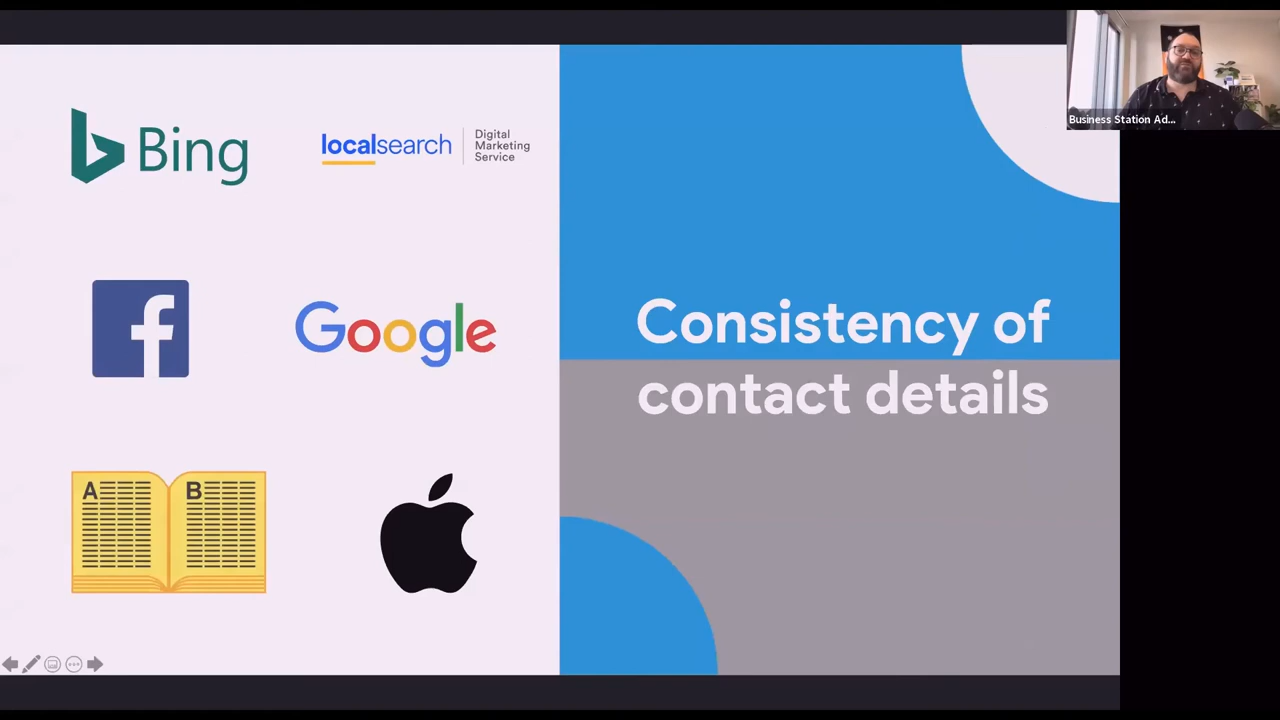 Bing
localsearch
Digital
Marketing
Service
Google
A
B
Consistency of
contact details
Business Station Ad...